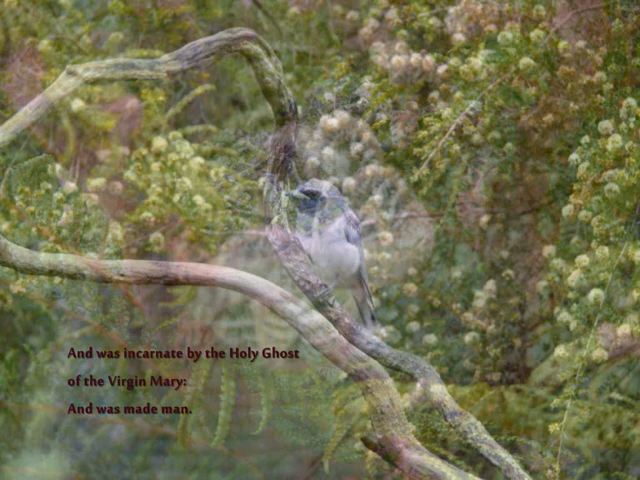 And was incarnate by the Holy Ghost
of the Virgin Mary:
And was made man.